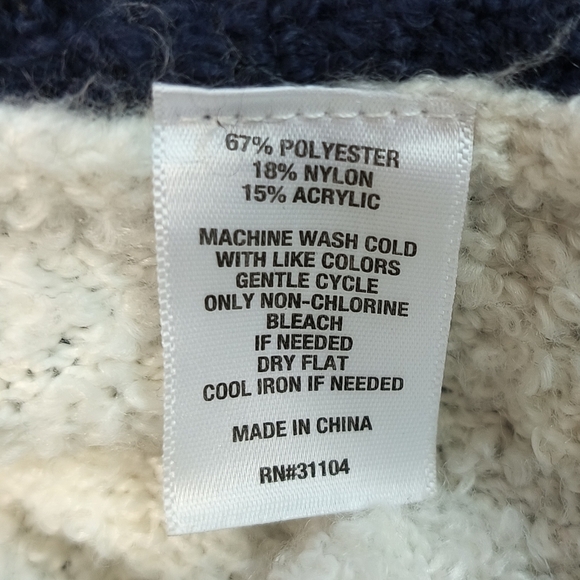 67% POLYESTER
18% NYLON
15% ACRYLIC
MACHINE WASH COLD
WITH LIKE COLORS
GENTLE CYCLE
ONLY NON-CHLORINE
BLEACH
IF NEEDED
DRY FLAT
COOL IRON IF NEEDED
MADE IN CHINA
RN#31104